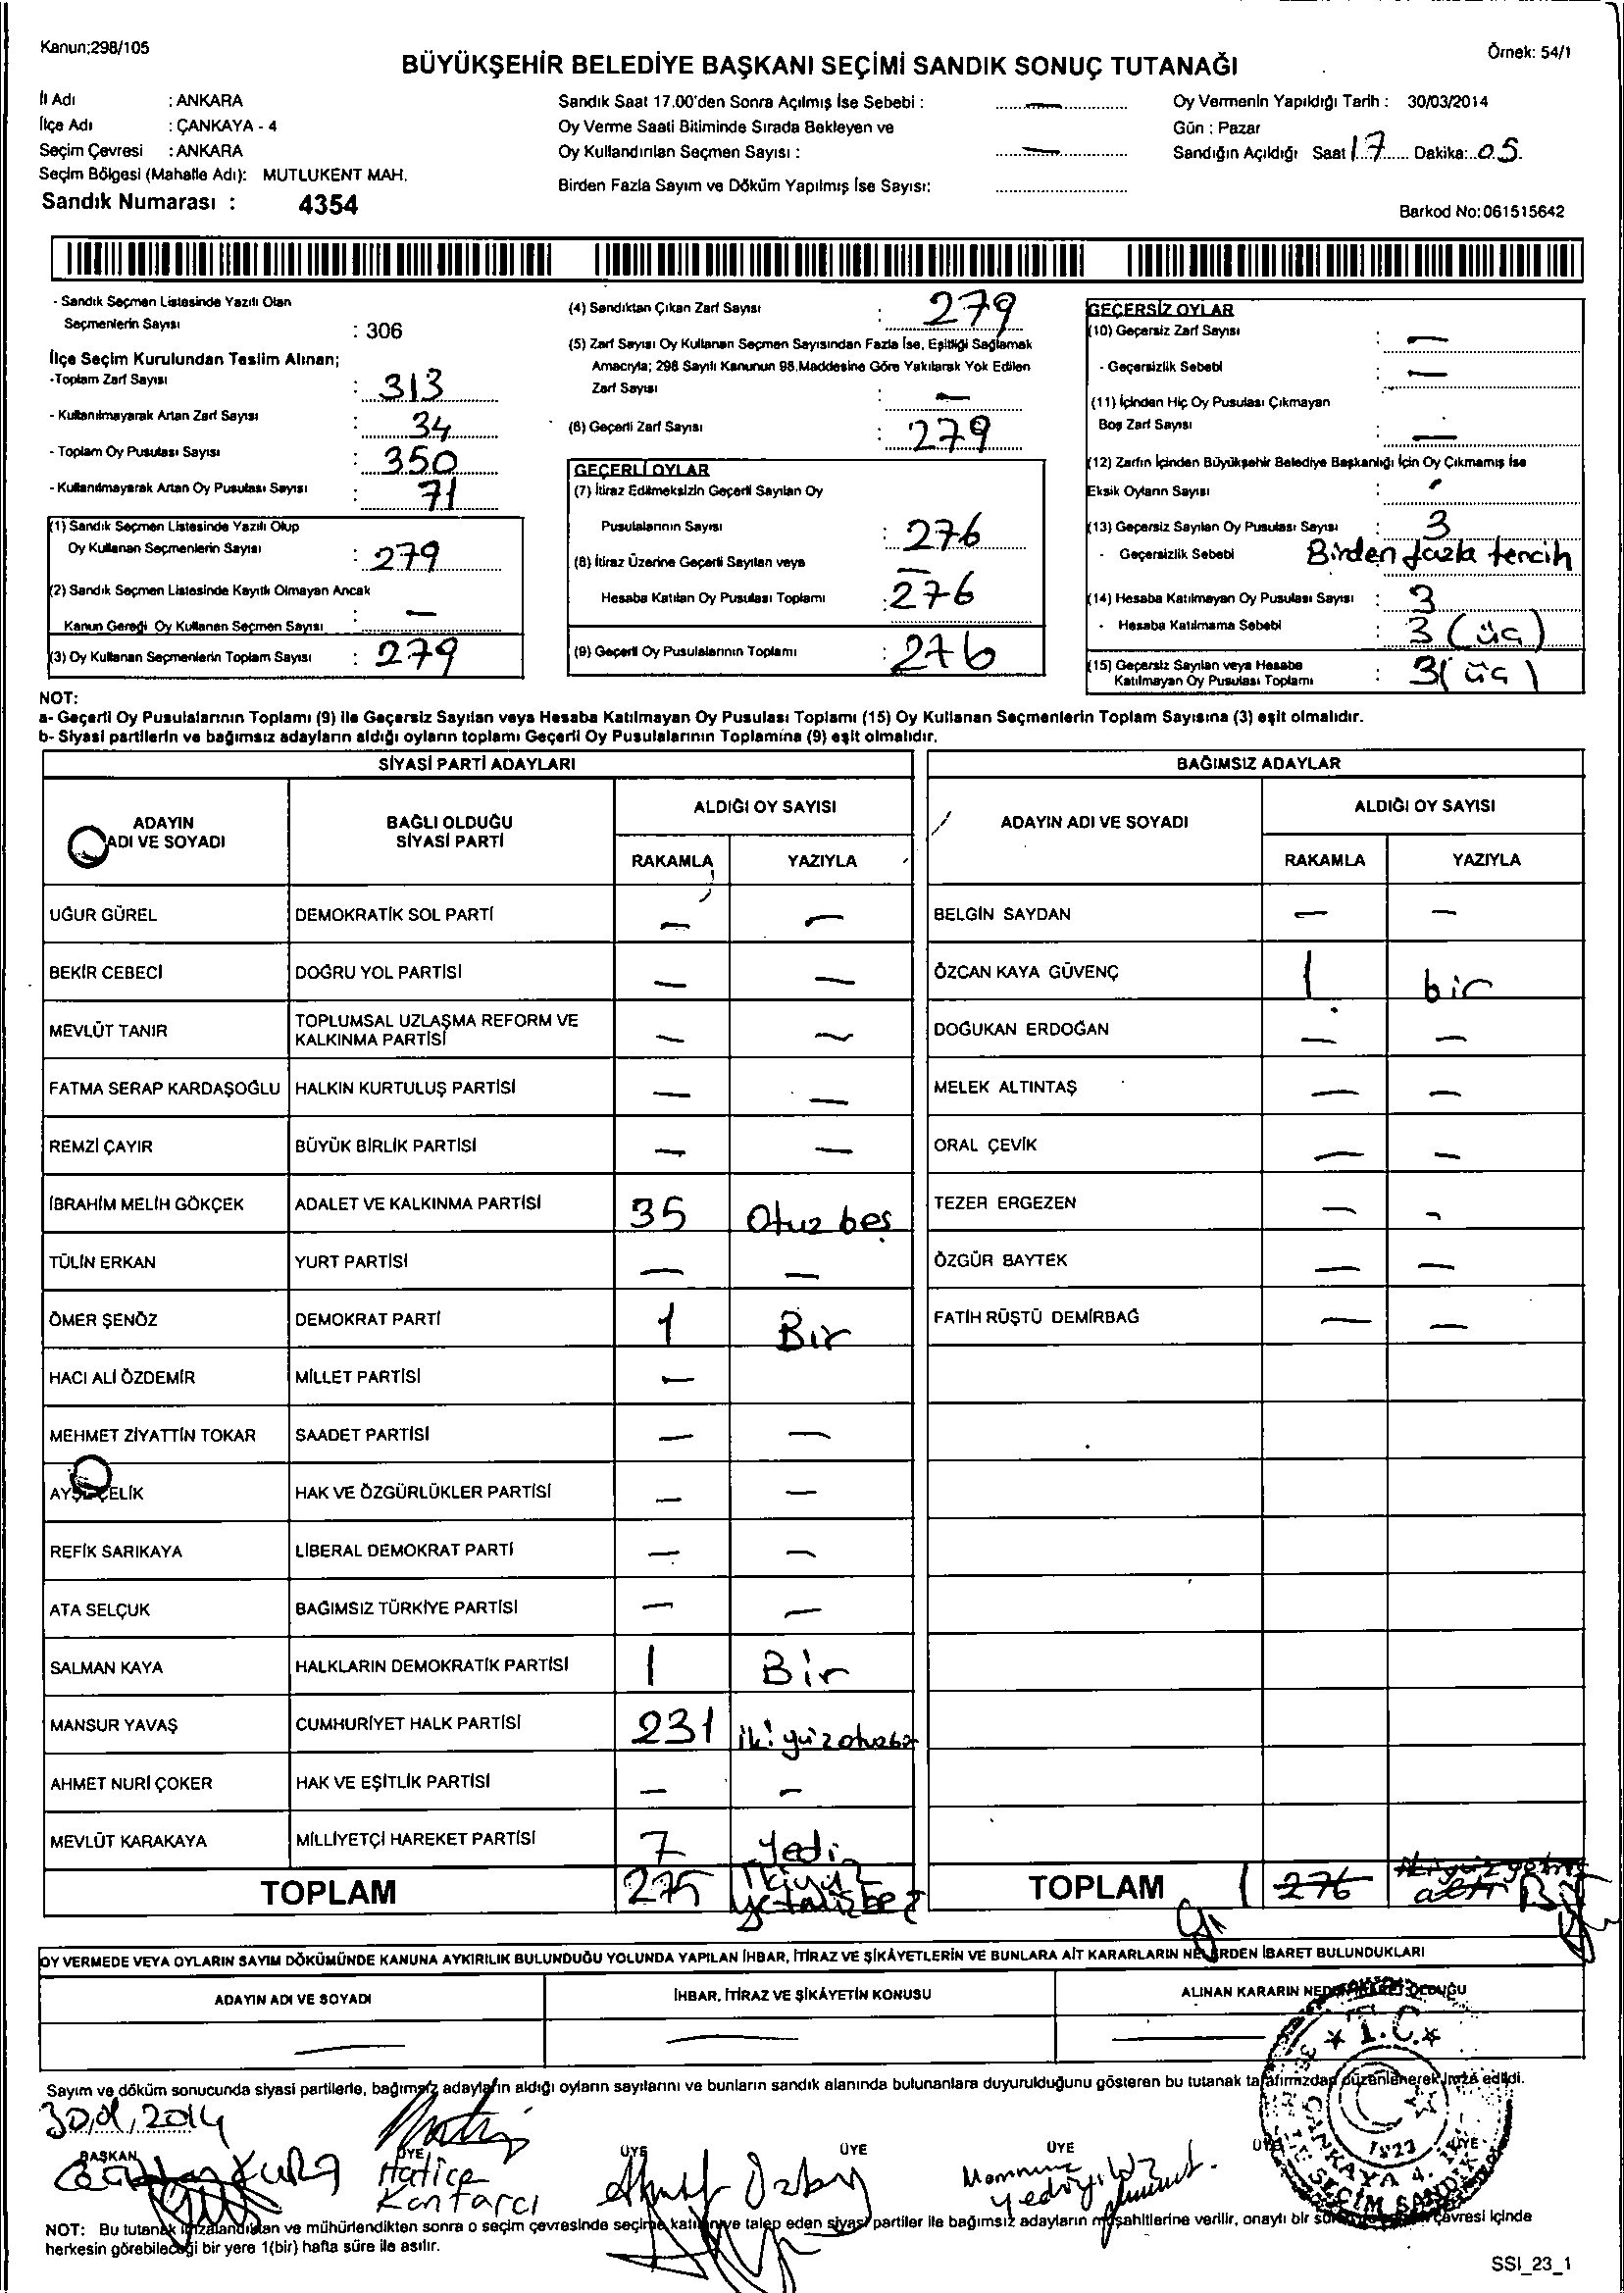 Kanun;298/105
Örnek: 54/1
BÜYÜKŞEHİR BELEDİYE BAŞKANI SEÇİMİ SANDIK SONUÇ TUTANAĞI
İl Adı : ANKARA
İlçe Adı : ÇANKAYA - 4
Seçim Çevresi : ANKARA
Seçim Bölgesi (Mahalle Adı): MUTLUKENT MAH.
Sandık Numarası : 4354
Sandık Saat 17.00'den Sonra Açılmış İse Sebebi : —
Oy Verme Saati Bitiminde Sırada Bekleyen ve
Oy Kullandırılan Seçmen Sayısı : —
Birden Fazla Sayım ve Döküm Yapılmış İse Sayısı:
Oy Vermenin Yapıldığı Tarih : 30/03/2014
Gün : Pazar
Sandığın Açıldığı Saat 17 Dakika: 05
Barkod No: 061515642
- Sandık Seçmen Listesinde Yazılı Olan
Seçmenlerin Sayısı : 306
İlçe Seçim Kurulundan Teslim Alınan;
-Toplam Zarf Sayısı : 313
- Kullanılmayarak Artan Zarf Sayısı : 34
- Toplam Oy Pusulası Sayısı : 350
- Kullanılmayarak Artan Oy Pusulası Sayısı : 71
(1) Sandık Seçmen Listesinde Yazılı Olup
Oy Kullanan Seçmenlerin Sayısı : 279
(2) Sandık Seçmen Listesinde Kayıtlı Olmayan Ancak
Kanun Gereği Oy Kullanan Seçmen Sayısı : —
(3) Oy Kullanan Seçmenlerin Toplam Sayısı : 279
(4) Sandıktan Çıkan Zarf Sayısı : 279
(5) Zarf Sayısı Oy Kullanan Seçmen Sayısından Fazla İse, Eşitliği Sağlamak
Amacıyla; 298 Sayılı Kanunun 98.Maddesine Göre Yakılarak Yok Edilen
Zarf Sayısı : —
(6) Geçerli Zarf Sayısı : 279
GEÇERLİ OYLAR
(7) İtiraz Edilmeksizin Geçerli Sayılan Oy
Pusulalarının Sayısı : 276
(8) İtiraz Üzerine Geçerli Sayılan veya
Hesaba Katılan Oy Pusulası Toplamı : 276
(9) Geçerli Oy Pusulalarının Toplamı : 276
GEÇERSİZ OYLAR
(10) Geçersiz Zarf Sayısı : —
- Geçersizlik Sebebi : —
(11) İçinden Hiç Oy Pusulası Çıkmayan
Boş Zarf Sayısı : —
(12) Zarfın İçinden Büyükşehir Belediye Başkanlığı İçin Oy Çıkmamış İse
Eksik Oyların Sayısı :
(13) Geçersiz Sayılan Oy Pusulası Sayısı : 3
- Geçersizlik Sebebi Birden fazla tercih
(14) Hesaba Katılmayan Oy Pusulası Sayısı : 3
- Hesaba Katılmama Sebebi : 3 (üç)
(15) Geçersiz Sayılan veya Hesaba
Katılmayan Oy Pusulası Toplamı : 3 (üç)
NOT:
a- Geçerli Oy Pusulalarının Toplamı (9) ile Geçersiz Sayılan veya Hesaba Katılmayan Oy Pusulası Toplamı (15) Oy Kullanan Seçmenlerin Toplam Sayısına (3) eşit olmalıdır.
b- Siyasi partilerin ve bağımsız adayların aldığı oyların toplamı Geçerli Oy Pusulalarının Toplamına (9) eşit olmalıdır.
SİYASİ PARTİ ADAYLARI
ADAYIN ADI VE SOYADI
BAĞLI OLDUĞU SİYASİ PARTİ
ALDIĞI OY SAYISI
RAKAMLA YAZIYLA
UĞUR GÜREL DEMOKRATİK SOL PARTİ — —
BEKİR CEBECİ DOĞRU YOL PARTİSİ — —
MEVLÜT TANIR TOPLUMSAL UZLAŞMA REFORM VE KALKINMA PARTİSİ — —
FATMA SERAP KARDAŞOĞLU HALKIN KURTULUŞ PARTİSİ — —
REMZİ ÇAYIR BÜYÜK BİRLİK PARTİSİ — —
İBRAHİM MELİH GÖKÇEK ADALET VE KALKINMA PARTİSİ 35 Otuz beş
TÜLİN ERKAN YURT PARTİSİ — —
ÖMER ŞENÖZ DEMOKRAT PARTİ 1 Bir
HACI ALİ ÖZDEMİR MİLLET PARTİSİ —
MEHMET ZİYATTİN TOKAR SAADET PARTİSİ — —
AYŞE ÇELİK HAK VE ÖZGÜRLÜKLER PARTİSİ — —
REFİK SARIKAYA LİBERAL DEMOKRAT PARTİ — —
ATA SELÇUK BAĞIMSIZ TÜRKİYE PARTİSİ — —
SALMAN KAYA HALKLARIN DEMOKRATİK PARTİSİ 1 Bir
MANSUR YAVAŞ CUMHURİYET HALK PARTİSİ 231
AHMET NURİ ÇOKER HAK VE EŞİTLİK PARTİSİ — —
MEVLÜT KARAKAYA MİLLİYETÇİ HAREKET PARTİSİ 7 Yedi
TOPLAM 275 İkiyüz yetmişbeş
BAĞIMSIZ ADAYLAR
ADAYIN ADI VE SOYADI
ALDIĞI OY SAYISI
RAKAMLA YAZIYLA
BELGİN SAYDAN — —
ÖZCAN KAYA GÜVENÇ 1 bir
DOĞUKAN ERDOĞAN — —
MELEK ALTINTAŞ — —
ORAL ÇEVİK — —
TEZER ERGEZEN — —
ÖZGÜR BAYTEK — —
FATİH RÜŞTÜ DEMİRBAĞ — —
TOPLAM 1 276 altı Bir
OY VERMEDE VEYA OYLARIN SAYIM DÖKÜMÜNDE KANUNA AYKIRILIK BULUNDUĞU YOLUNDA YAPILAN İHBAR, İTİRAZ VE ŞİKÂYETLERİN VE BUNLARA AİT KARARLARIN NELERDEN İBARET BULUNDUKLARI
ADAYIN ADI VE SOYADI
İHBAR, İTİRAZ VE ŞİKÂYETİN KONUSU
ALINAN KARARIN NEDEN İBARET OLDUĞU
— — —
Sayım ve döküm sonucunda siyasi partilerle, bağımsız adayların aldığı oyların sayılarını ve bunların sandık alanında bulunanlara duyurulduğunu gösteren bu tutanak tarafımızdan düzenlenerek imza edildi.
BAŞKAN ÜYE ÜYE ÜYE ÜYE ÜYE ÜYE
Hatice Kantarcı
T.C.
ÇANKAYA 4. İLÇE SEÇİM SANDIK
NOT: Bu tutanak imzalandıktan ve mühürlendikten sonra o seçim çevresinde seçime katılan ve talep eden siyasi partiler ile bağımsız adayların müşahitlerine verilir, onaylı bir çevresi içinde
herkesin görebileceği bir yere 1(bir) hafta süre ile asılır.
SSI_23_1